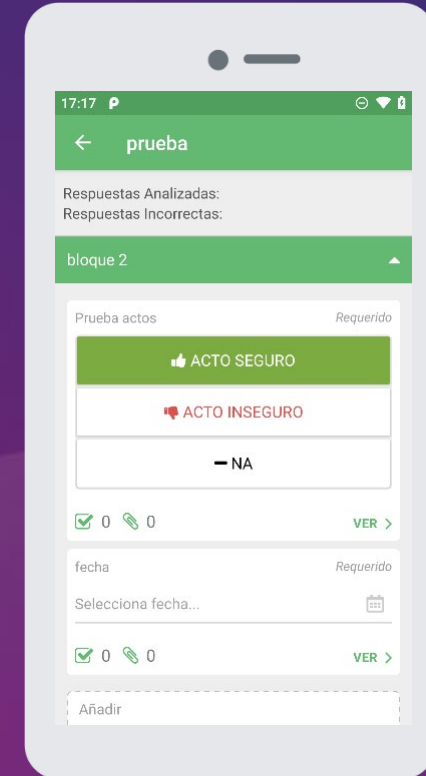 17:17
prueba
Respuestas Analizadas:
Respuestas Incorrectas:
bloque 2
Prueba actos Requerido
ACTO SEGURO
ACTO INSEGURO
NA
0 0 VER
fecha Requerido
Selecciona fecha...
0 0 VER
Añadir